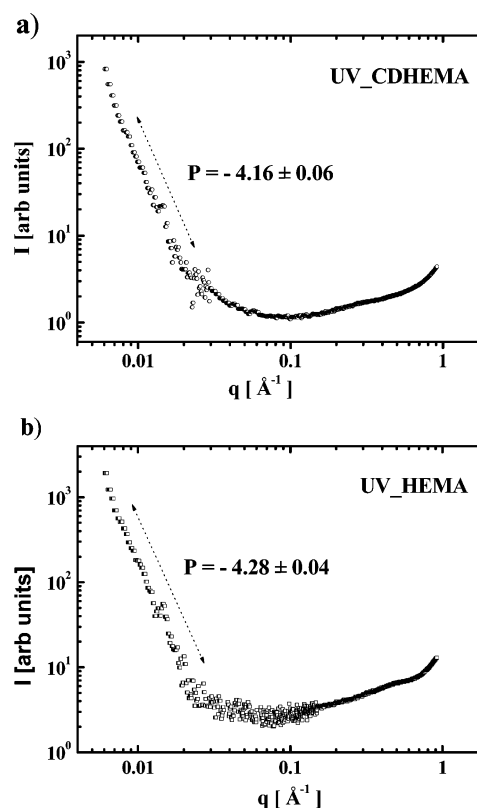 a)
10³
UV_CDHEMA
10²
P = - 4.16 ± 0.06
I [arb units]
10¹
10⁰
0.01 0.1 1
q [ Å⁻¹ ]
b)
UV_HEMA
10³
P = - 4.28 ± 0.04
10²
I [arb units]
10¹
10⁰
0.01 0.1 1
q [ Å⁻¹ ]